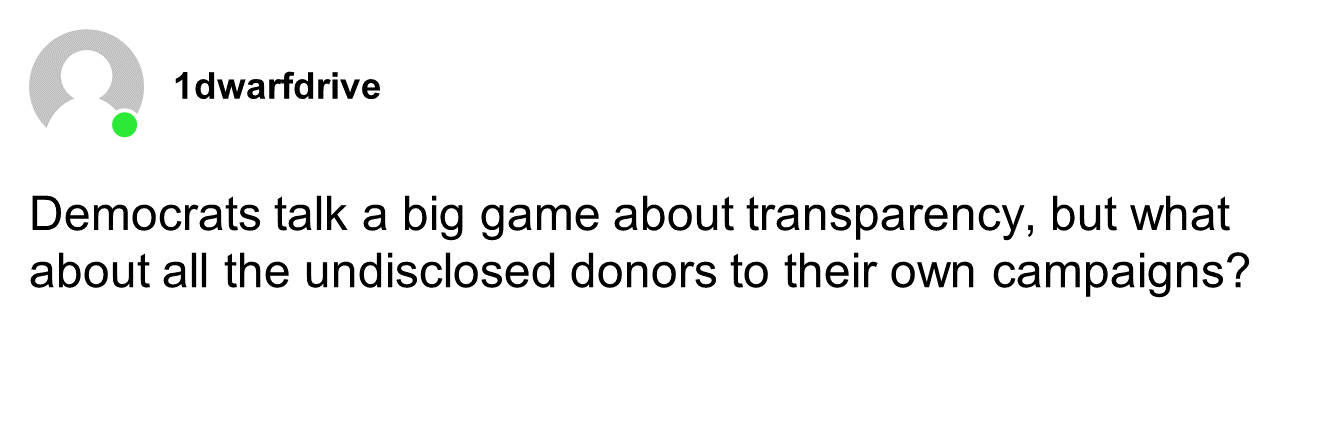 1dwarfdrive
Democrats talk a big game about transparency, but what
about all the undisclosed donors to their own campaigns?